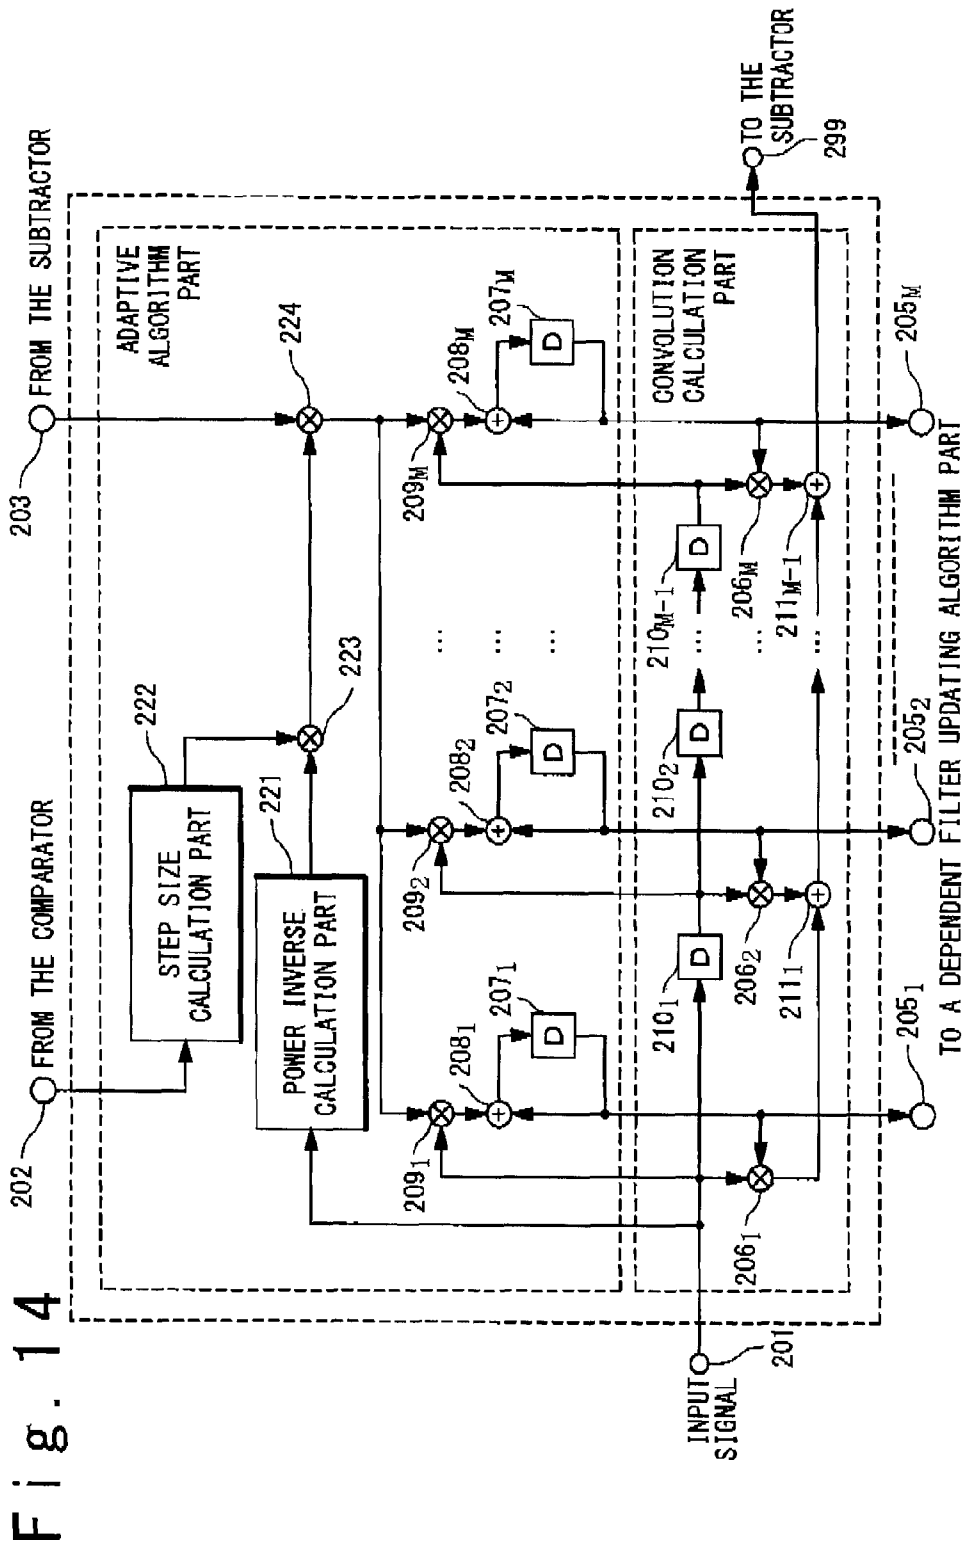 Fig. 14
202
FROM THE COMPARATOR
203
FROM THE SUBTRACTOR
ADAPTIVE
ALGORITHM
PART
STEP SIZE
CALCULATION PART
222
POWER INVERSE
CALCULATION PART
221
223
224
209₁
208₁
207₁
D
209₂
208₂
207₂
D
...
...
...
209M
208M
207M
D
CONVOLUTION
CALCULATION
PART
INPUT
SIGNAL
201
210₁
D
210₂
D
...
210M-1
D
206₁
206₂
...
206M
211₁
...
211M-1
TO THE
SUBTRACTOR
299
205₁
205₂
205M
TO A DEPENDENT FILTER UPDATING ALGORITHM PART